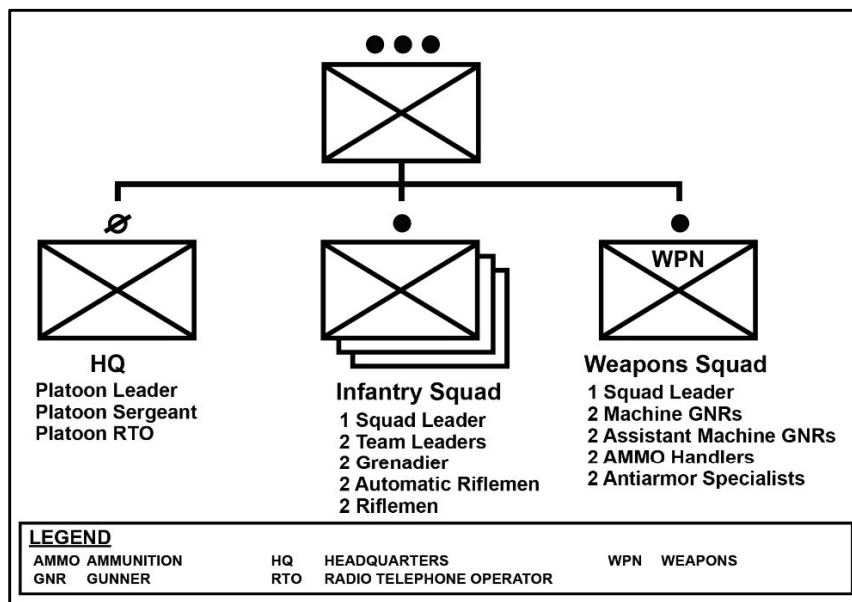 WPN
HQ
Platoon Leader
Platoon Sergeant
Platoon RTO
Infantry Squad
1 Squad Leader
2 Team Leaders
2 Grenadier
2 Automatic Riflemen
2 Riflemen
Weapons Squad
1 Squad Leader
2 Machine GNRs
2 Assistant Machine GNRs
2 AMMO Handlers
2 Antiarmor Specialists
LEGEND
AMMO AMMUNITION HQ HEADQUARTERS WPN WEAPONS
GNR GUNNER RTO RADIO TELEPHONE OPERATOR